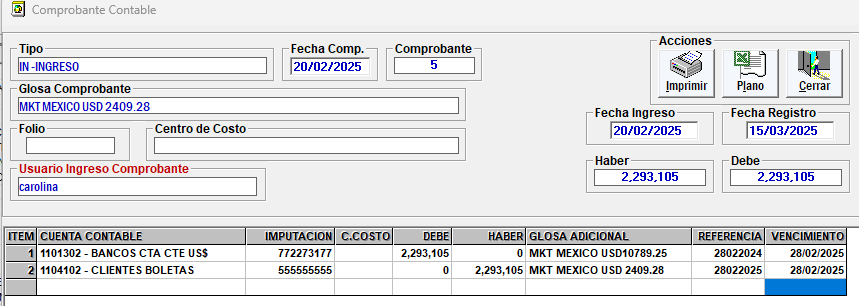 Comprobante Contable
Tipo
IN -INGRESO
Fecha Comp.
20/02/2025
Comprobante
5
Acciones
Imprimir
Plano
Cerrar
Glosa Comprobante
MKT MEXICO USD 2409.28
Fecha Ingreso
20/02/2025
Fecha Registro
15/03/2025
Folio
Centro de Costo
Usuario Ingreso Comprobante
carolina
Haber
2,293,105
Debe
2,293,105
ITEM CUENTA CONTABLE IMPUTACION C.COSTO DEBE HABER GLOSA ADICIONAL REFERENCIA VENCIMIENTO
1 1101302 - BANCOS CTA CTE US$ 772273177 2,293,105 0 MKT MEXICO USD10789.25 28022024 28/02/2025
2 1104102 - CLIENTES BOLETAS 555555555 0 2,293,105 MKT MEXICO USD 2409.28 28022025 28/02/2025